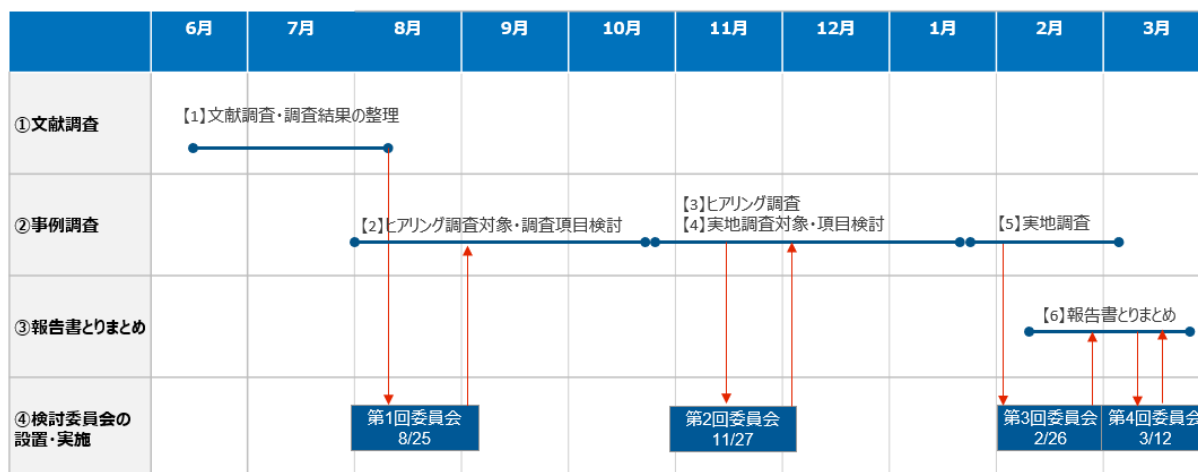 6月
7月
8月
9月
10月
11月
12月
1月
2月
3月
①文献調査
【1】文献調査・調査結果の整理
②事例調査
【2】ヒアリング調査対象・調査項目検討
【3】ヒアリング調査
【4】実地調査対象・項目検討
【5】実地調査
③報告書とりまとめ
【6】報告書とりまとめ
④検討委員会の
設置・実施
第1回委員会
8/25
第2回委員会
11/27
第3回委員会
2/26
第4回委員会
3/12